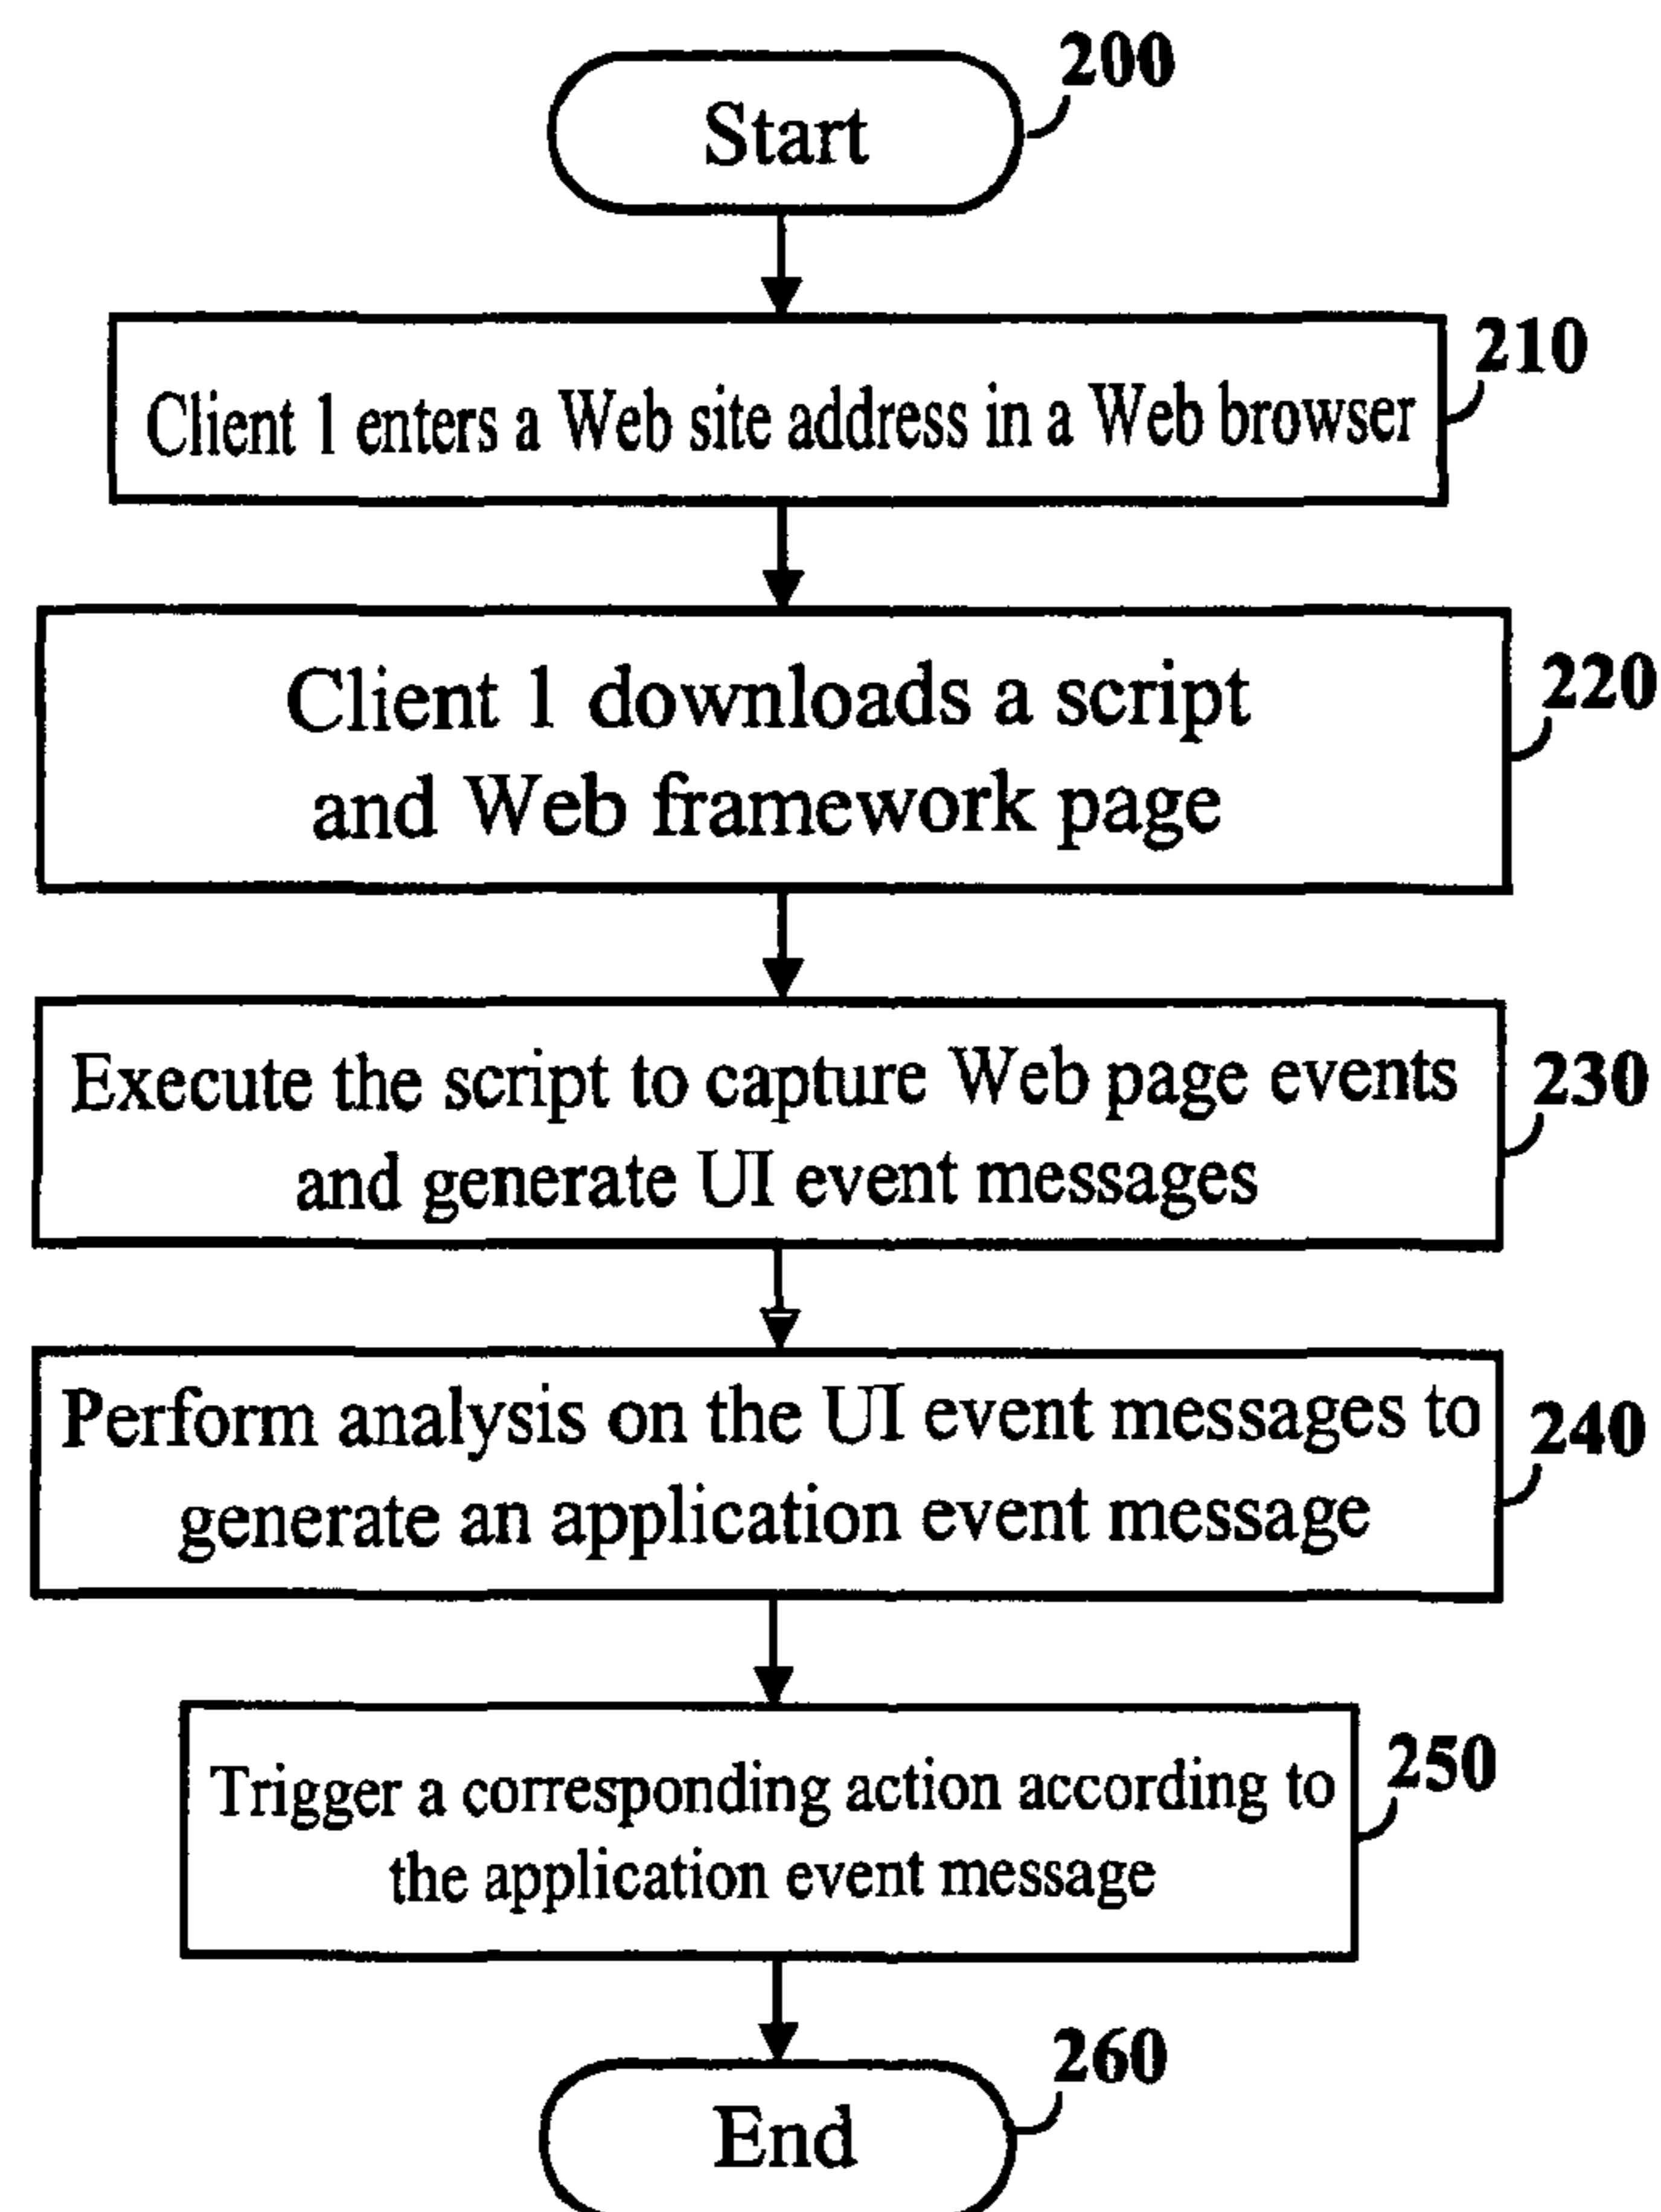 200
Start
210
Client 1 enters a Web site address in a Web browser
220
Client 1 downloads a script
and Web framework page
230
Execute the script to capture Web page events
and generate UI event messages
240
Perform analysis on the UI event messages to
generate an application event message
250
Trigger a corresponding action according to
the application event message
260
End